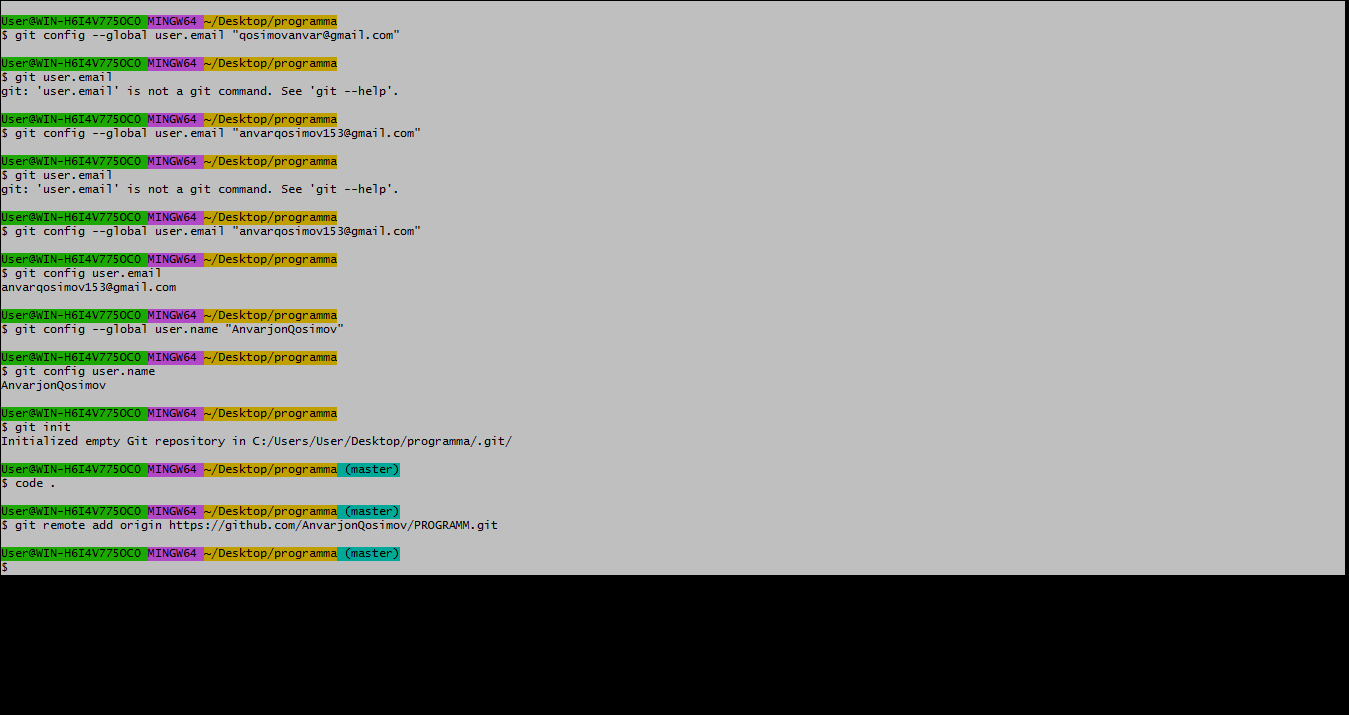 User@WIN-H6I4V775OC0 MINGW64 ~/Desktop/programma
$ git config --global user.email "qosimovanvar@gmail.com"
User@WIN-H6I4V775OC0 MINGW64 ~/Desktop/programma
$ git user.email
git: 'user.email' is not a git command. See 'git --help'.
User@WIN-H6I4V775OC0 MINGW64 ~/Desktop/programma
$ git config --global user.email "anvarqosimov153@gmail.com"
User@WIN-H6I4V775OC0 MINGW64 ~/Desktop/programma
$ git user.email
git: 'user.email' is not a git command. See 'git --help'.
User@WIN-H6I4V775OC0 MINGW64 ~/Desktop/programma
$ git config --global user.email "anvarqosimov153@gmail.com"
User@WIN-H6I4V775OC0 MINGW64 ~/Desktop/programma
$ git config user.email
anvarqosimov153@gmail.com
User@WIN-H6I4V775OC0 MINGW64 ~/Desktop/programma
$ git config --global user.name "AnvarjonQosimov"
User@WIN-H6I4V775OC0 MINGW64 ~/Desktop/programma
$ git config user.name
AnvarjonQosimov
User@WIN-H6I4V775OC0 MINGW64 ~/Desktop/programma
$ git init
Initialized empty Git repository in C:/Users/User/Desktop/programma/.git/
User@WIN-H6I4V775OC0 MINGW64 ~/Desktop/programma (master)
$ code .
User@WIN-H6I4V775OC0 MINGW64 ~/Desktop/programma (master)
$ git remote add origin https://github.com/AnvarjonQosimov/PROGRAMM.git
User@WIN-H6I4V775OC0 MINGW64 ~/Desktop/programma (master)
$